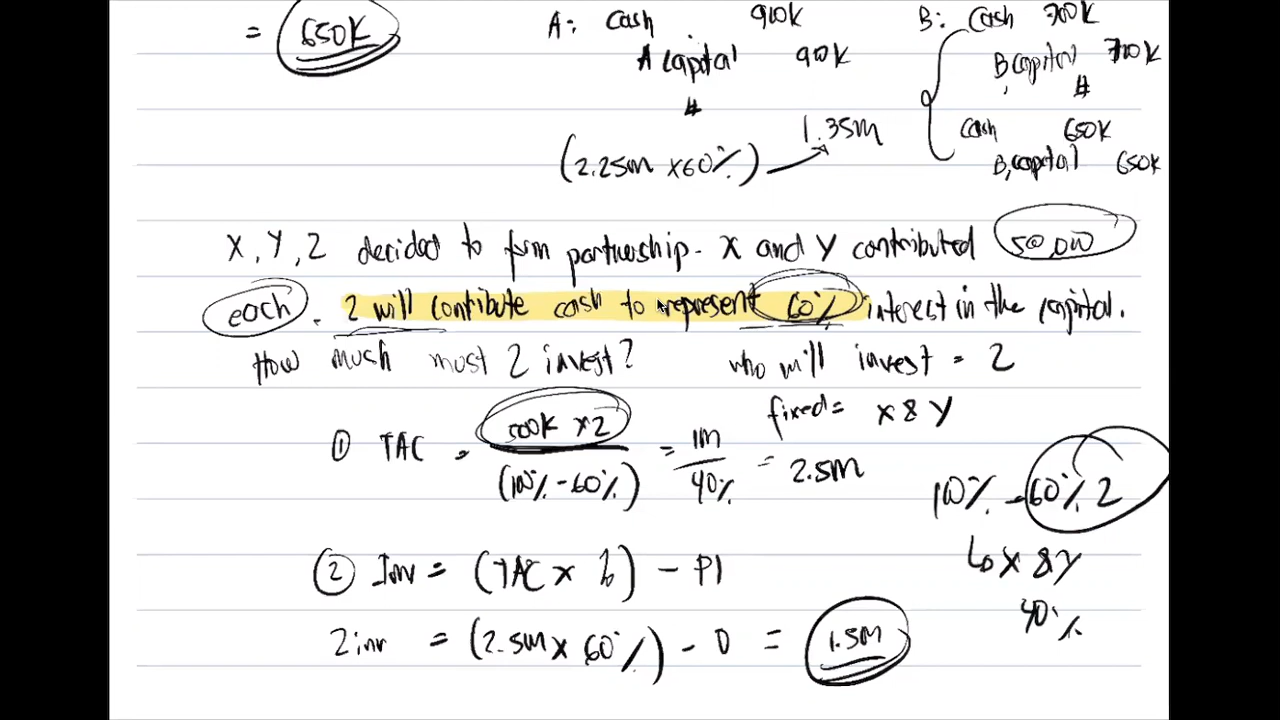 = 650K
A: Cash 900K
A capital 900K
#
(2.25M x 60%) 1.35M
B: Cash 700K
B, capital 700K
#
Cash 650K
B, capital 650K
X, Y, Z decided to form partnership. X and Y contributed
each. Z will contribute cash to represent 60% interest in the capital.
How much must Z invest?
who will invest = Z
fixed = X & Y
① TAC = 500K x 2 / (100% - 60%) = 1M / 40% = 2.5M
100% - 60% Z
X & Y
40%
② Inv = (TAC x %) - PI
Z inv = (2.5M x 60%) - 0 = 1.5M